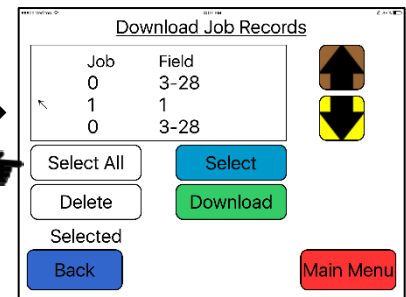 Download Job Records
Job Field
0 3-28
1 1
0 3-28
Select All Select
Delete Download
Selected
Back Main Menu